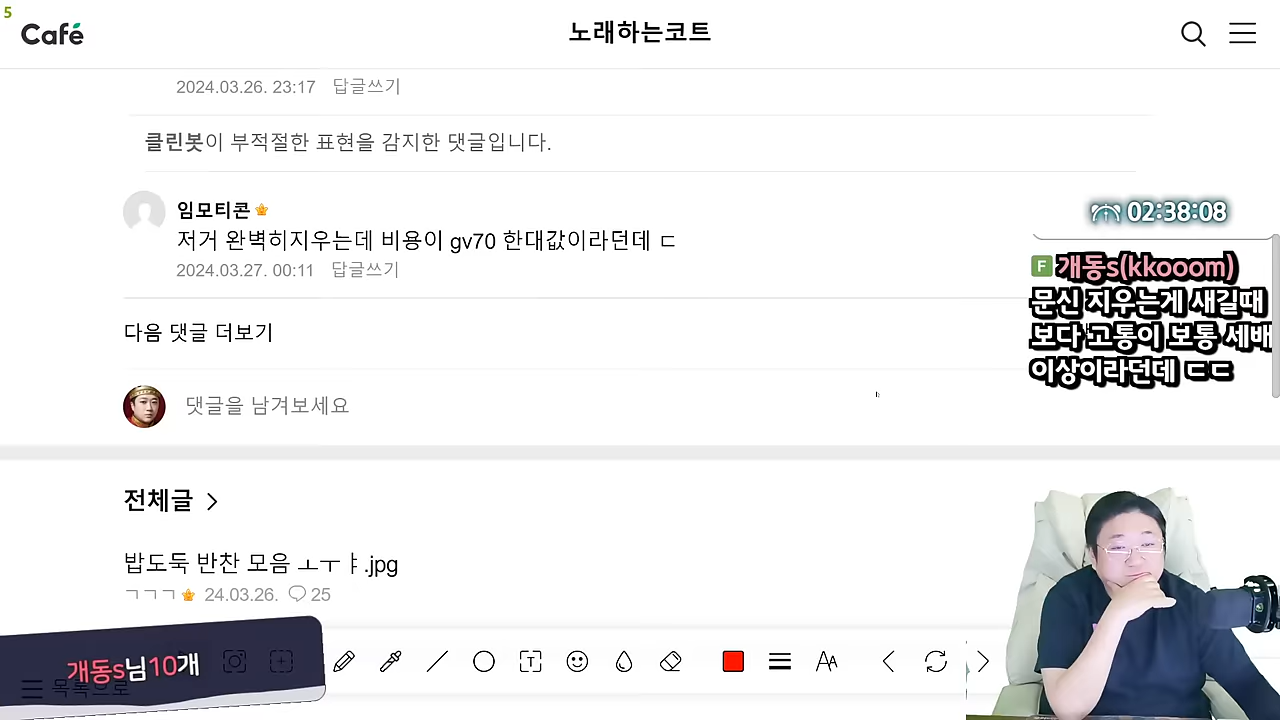 5
Café
노래하는코트
2024.03.26. 23:17 답글쓰기
클린봇이 부적절한 표현을 감지한 댓글입니다.
임모티콘
저거 완벽히지우는데 비용이 gv70 한대값이라던데 ㄷ
2024.03.27. 00:11 답글쓰기
다음 댓글 더보기
댓글을 남겨보세요
02:38:08
F 개동s(kkooom)
문신 지우는게 새길때
보다 고통이 보통 세배
이상이라던데 ㄷㄷ
전체글
밥도둑 반찬 모음 ㅗㅜㅑ.jpg
ㄱㄱㄱ 24.03.26. 25
개동s님10개
목록으로
T
AA